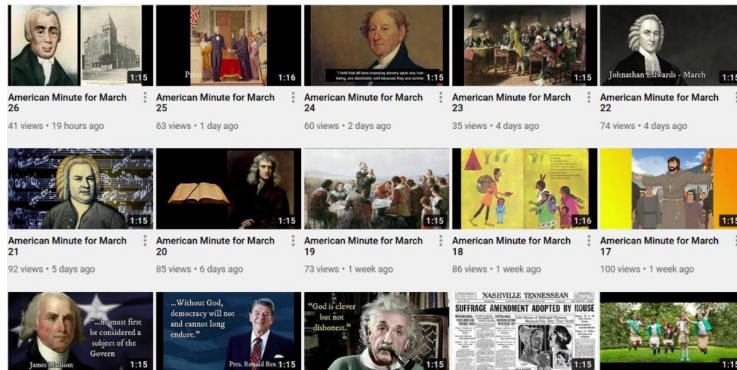 1:15
Presid
1:16
"I hold that all laws imposing slavery upon any human
being, are absolutely void because they are contrary
1:15
1:15
Johnathan Edwards - March
1:15
American Minute for March
26
American Minute for March
25
American Minute for March
24
American Minute for March
23
American Minute for March
22
41 views • 19 hours ago
63 views • 1 day ago
60 views • 2 days ago
35 views • 4 days ago
74 views • 4 days ago
1:15
1:15
1:15
1:16
1:15
American Minute for March
21
American Minute for March
20
American Minute for March
19
American Minute for March
18
American Minute for March
17
92 views • 5 days ago
85 views • 6 days ago
73 views • 1 week ago
86 views • 1 week ago
100 views • 1 week ago
"...he must first
be considered a
subject of the
Govern
James Madison
1:15
...Without God,
democracy will not
and cannot long
endure."
Pres. Ronald Rea
1:15
"God is clever
but not
dishonest."
1:15
NASHVILLE TENNESSEAN
SUFFRAGE AMENDMENT ADOPTED BY HOUSE
1:15
1:15